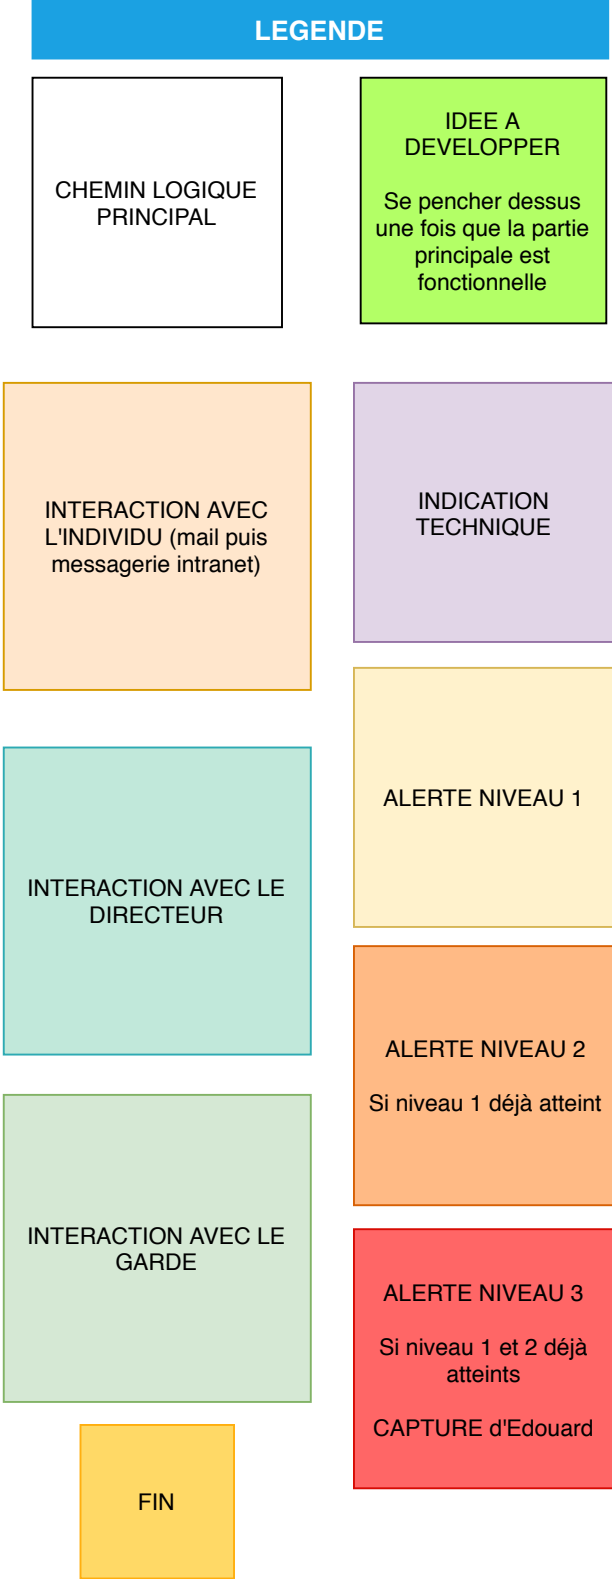 LEGENDE
CHEMIN LOGIQUE
PRINCIPAL
IDEE A
DEVELOPPER
Se pencher dessus
une fois que la partie
principale est
fonctionnelle
INTERACTION AVEC
L'INDIVIDU (mail puis
messagerie intranet)
INDICATION
TECHNIQUE
ALERTE NIVEAU 1
INTERACTION AVEC LE
DIRECTEUR
ALERTE NIVEAU 2
Si niveau 1 déjà atteint
INTERACTION AVEC LE
GARDE
ALERTE NIVEAU 3
Si niveau 1 et 2 déjà
atteints
CAPTURE d'Edouard
FIN